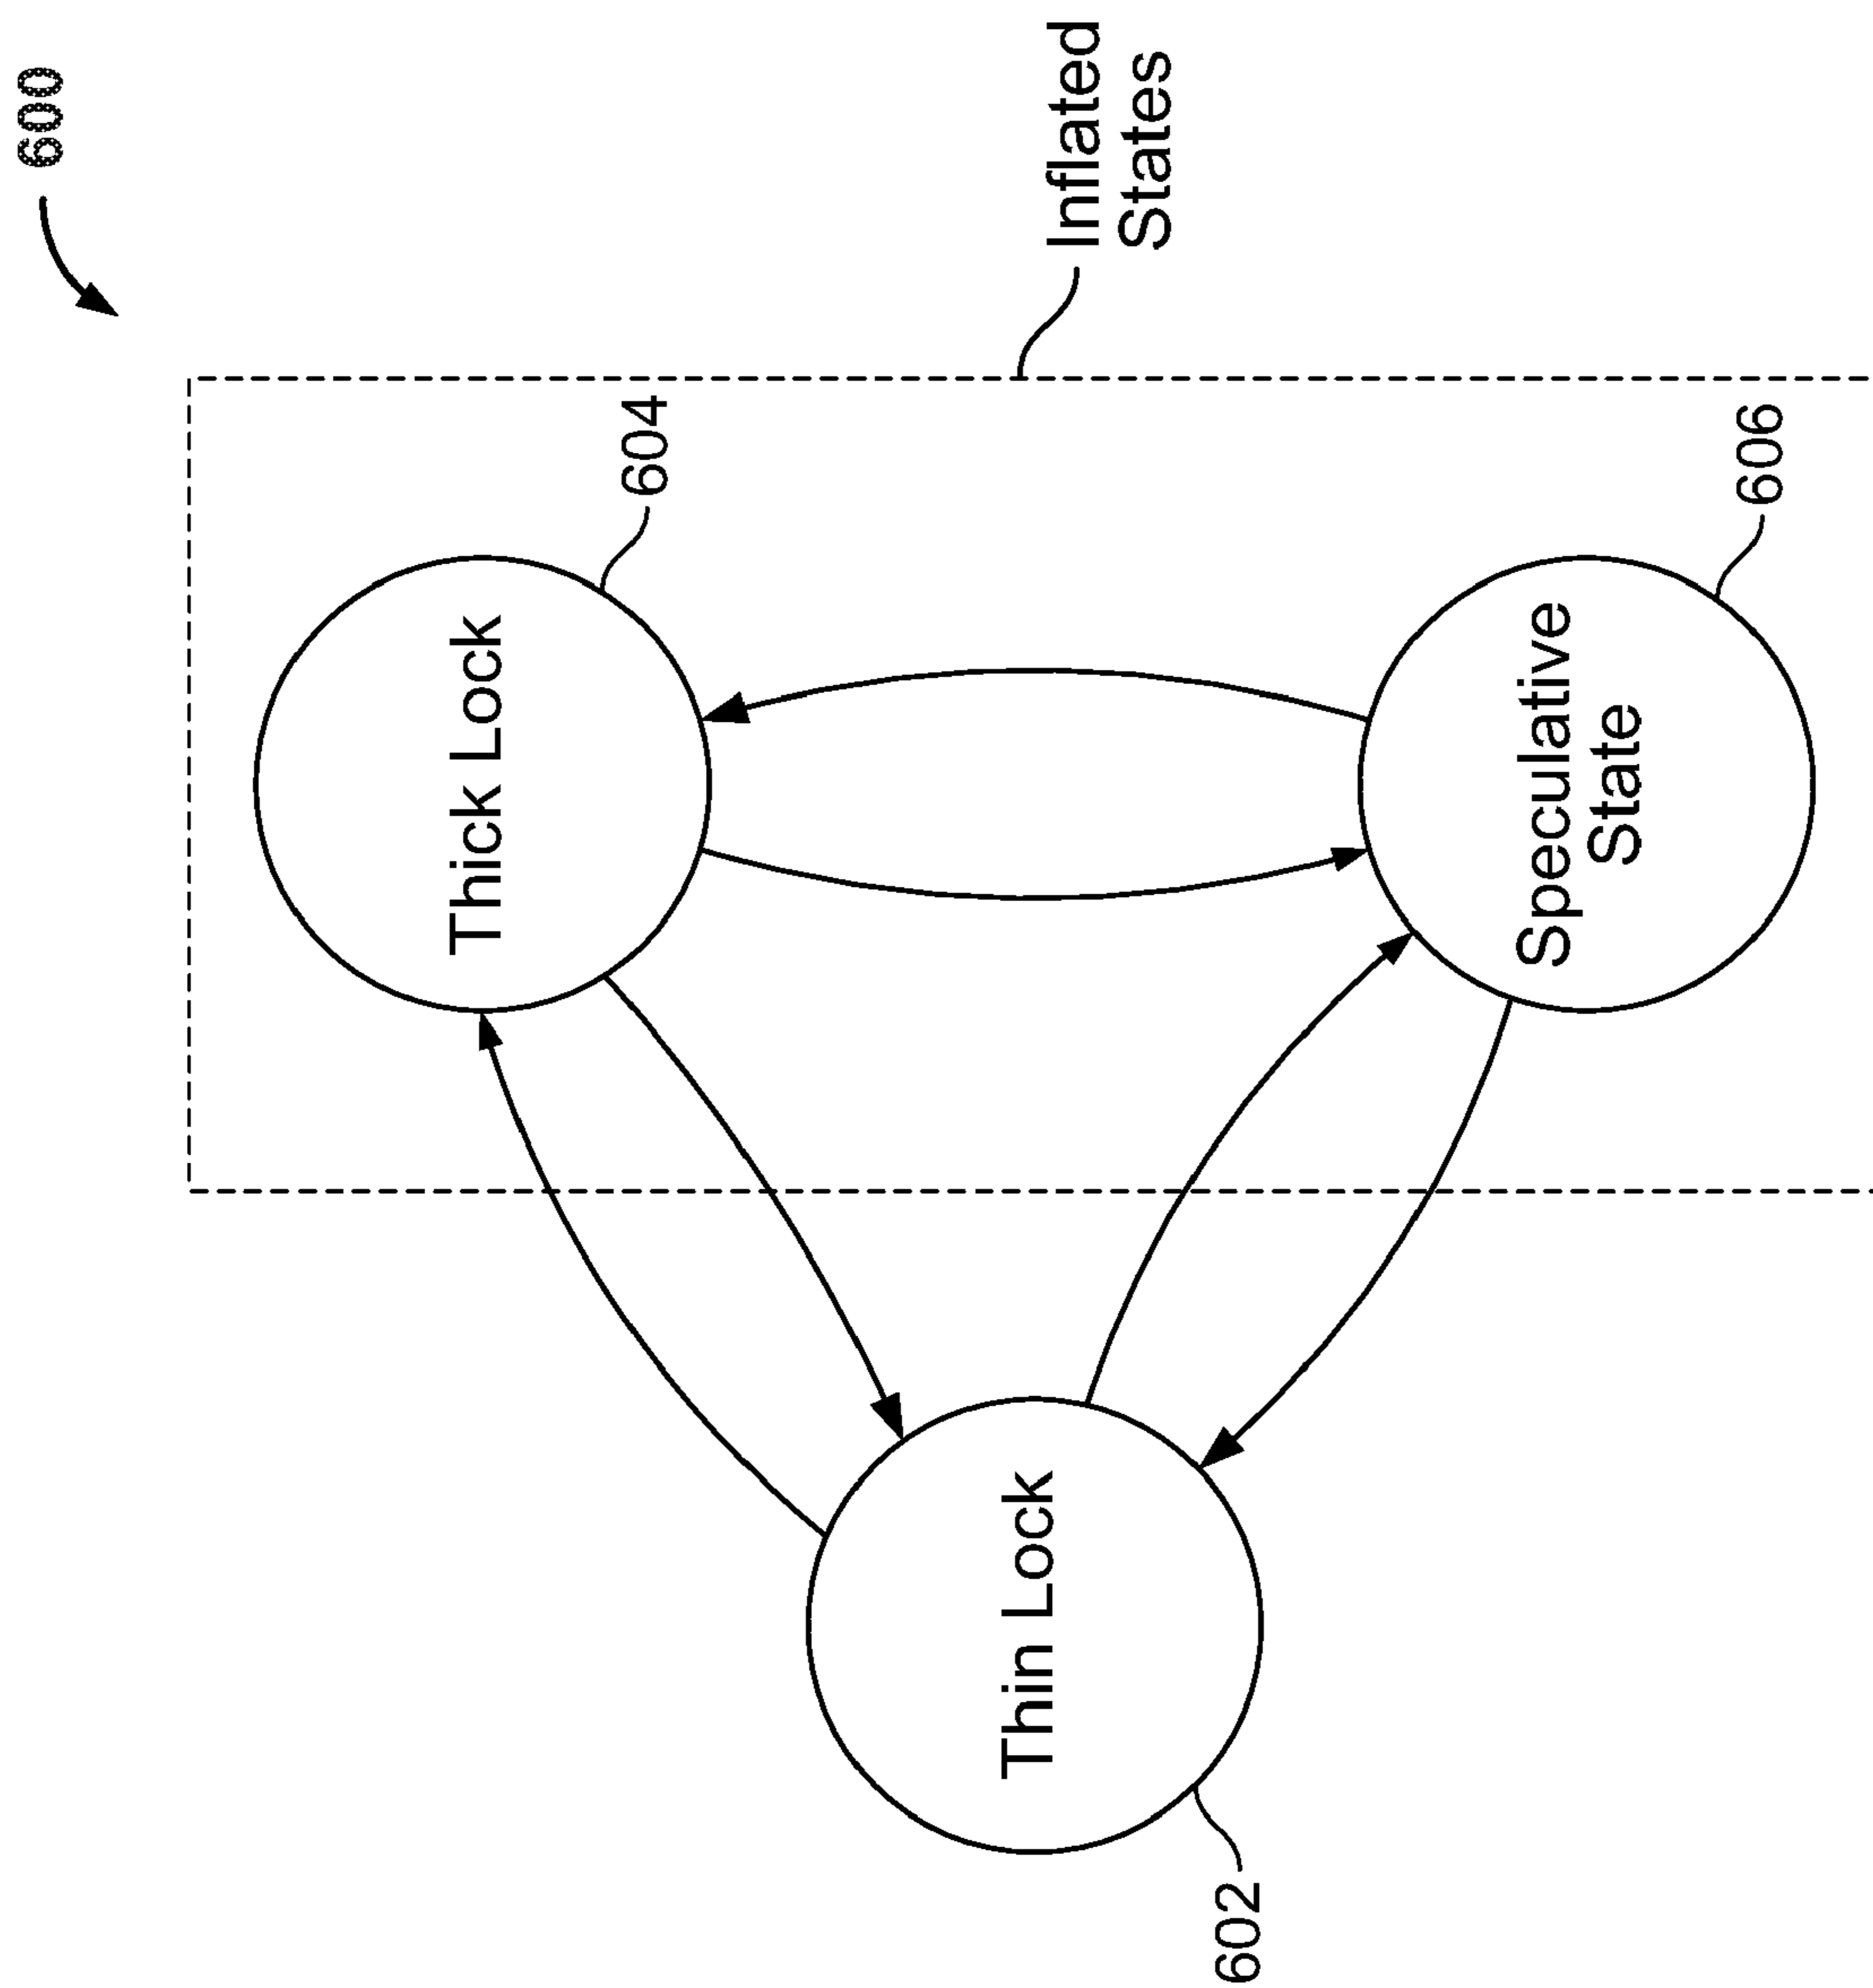 600
Inflated
States
Thick Lock
604
Thin Lock
602
Speculative
State
606